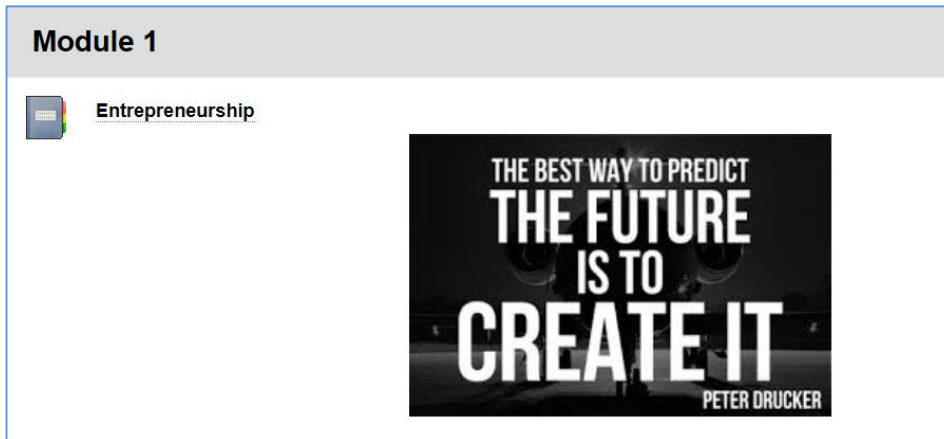 Module 1
Entrepreneurship
THE BEST WAY TO PREDICT
THE FUTURE
IS TO
CREATE IT
PETER DRUCKER